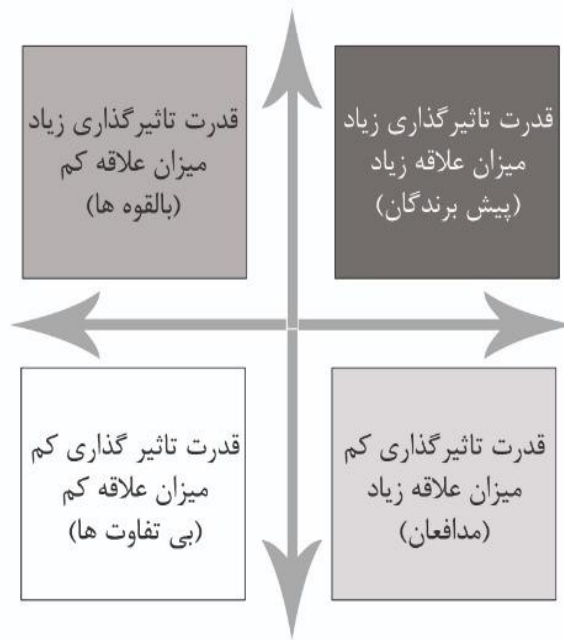 قدرت تاثیرگذاری زیاد
میزان علاقه زیاد
(پیش برندگان)
قدرت تاثیرگذاری زیاد
میزان علاقه کم
(بالقوه ها)
قدرت تاثیرگذاری کم
میزان علاقه زیاد
(مدافعان)
قدرت تاثیر گذاری کم
میزان علاقه کم
(بی تفاوت ها)